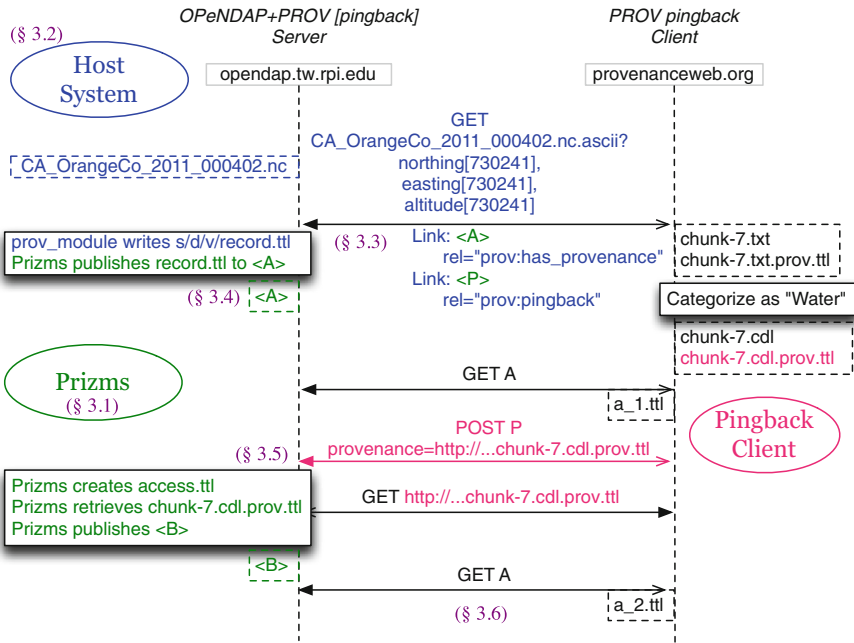 OPeNDAP+PROV [pingback]
Server
PROV pingback
Client
(§ 3.2)
Host
System
opendap.tw.rpi.edu
provenanceweb.org
GET
CA_OrangeCo_2011_000402.nc.ascii?
northing[730241],
easting[730241],
altitude[730241]
CA_OrangeCo_2011_000402.nc
prov_module writes s/d/v/record.ttl
Prizms publishes record.ttl to <A>
(§ 3.3)
Link: <A>
rel="prov:has_provenance"
Link: <P>
rel="prov:pingback"
chunk-7.txt
chunk-7.txt.prov.ttl
(§ 3.4)
<A>
Categorize as "Water"
chunk-7.cdl
chunk-7.cdl.prov.ttl
Prizms
(§ 3.1)
GET A
a_1.ttl
Pingback
Client
POST P
provenance=http://...chunk-7.cdl.prov.ttl
(§ 3.5)
Prizms creates access.ttl
Prizms retrieves chunk-7.cdl.prov.ttl
Prizms publishes <B>
GET http://...chunk-7.cdl.prov.ttl
<B>
GET A
a_2.ttl
(§ 3.6)